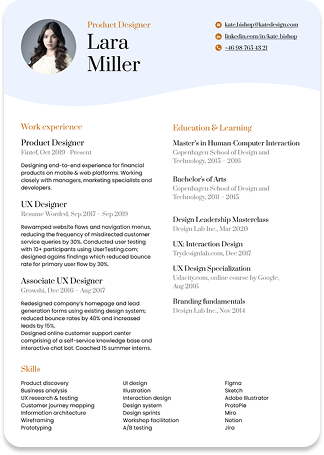 Product Designer
Lara
Miller
kate.bishop@katedesign.com
linkedin.com/in/kate.bishop
+46 98 765 43 21
Work experience
Product Designer
Fintef, Oct 2019 - Present
Designing end-to-end experience for financial
products on mobile & web platforms. Working
closely with managers, marketing specialists and
developers.
UX Designer
Resume Worded, Sep 2017 – Sep 2019
Rewamped website flows and navigation menus,
reducing the frequency of misdirected customer
service queries by 30%. Conducted user testing
with 10+ participants using UserTesting.com;
designed agains findings which reduced bounce
rate for primary user flow by 30%.
Associate UX Designer
Growshi, Dec 2016 – Aug 2017
Redesigned company's homepage and lead
generation forms using existing design system;
reduced bounce rates by 40% and increased
leads by 15%.
Designed online customer support center
comprising of a self-service knowledge base and
interactive chat bot. Coached 15 summer interns.
Education & Learning
Master's in Human Computer Interaction
Copenhagen School of Design and
Technology, 2015 – 2016
Bachelor's of Arts
Copenhagen School of Design and
Technology, 2011 – 2015
Design Leadership Masterclass
Design Lab Inc., Mar 2020
UX: Interaction Design
Trydesignlab.com, Dec 2017
UX Design Specialization
Udacity.com, online course by Google,
Aug 2016
Branding fundamentals
Design Lab Inc., Nov 2014
Skills
Product discovery
Business analysis
UX research & testing
Customer journey mapping
Information architecture
Wireframing
Prototyping
UI design
Illustration
Interaction design
Design system
Design sprints
Workshop facilitation
A/B testing
Figma
Sketch
Adobe Illustrator
ProtoPie
Miro
Notion
Jira